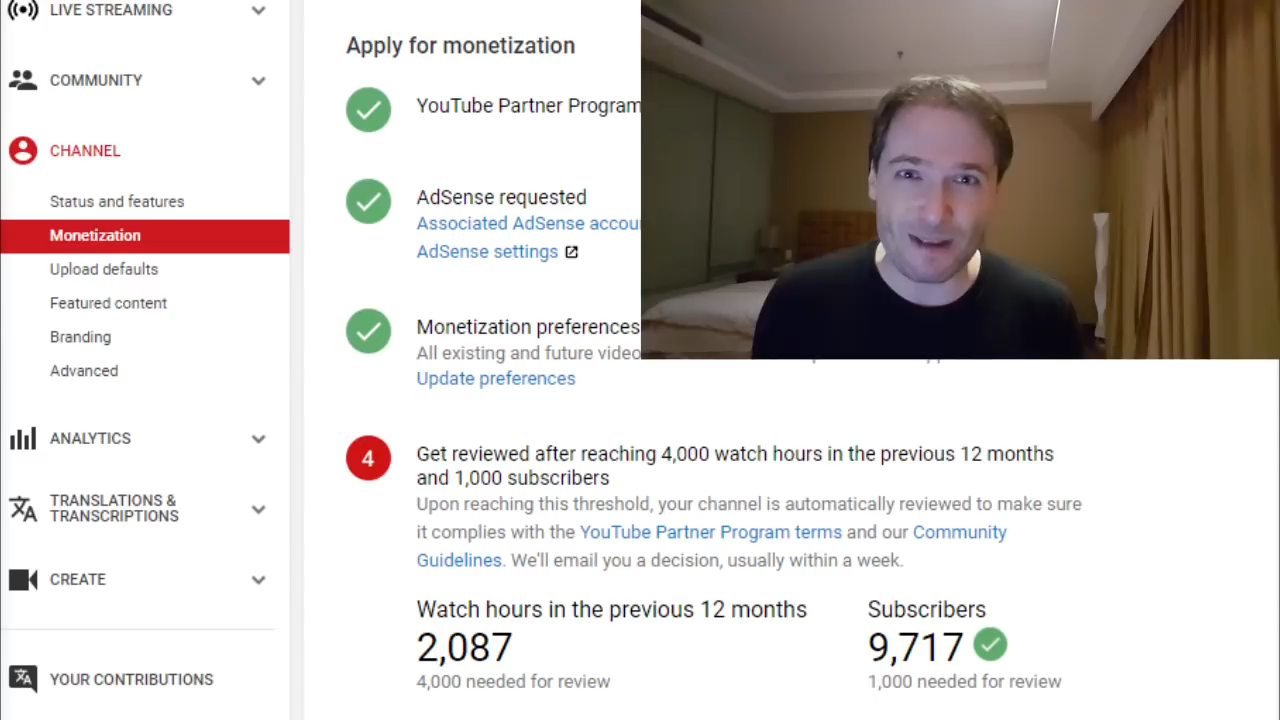 LIVE STREAMING
COMMUNITY
CHANNEL
Status and features
Monetization
Upload defaults
Featured content
Branding
Advanced
ANALYTICS
TRANSLATIONS &
TRANSCRIPTIONS
CREATE
YOUR CONTRIBUTIONS
Apply for monetization
YouTube Partner Program
AdSense requested
Associated AdSense
AdSense settings
Monetization preferences
All existing and future
Update preferences
4
Get reviewed after reaching 4,000 watch hours in the previous 12 months
and 1,000 subscribers
Upon reaching this threshold, your channel is automatically reviewed to make sure
it complies with the YouTube Partner Program terms and our Community
Guidelines. We'll email you a decision, usually within a week.
Watch hours in the previous 12 months
2,087
4,000 needed for review
Subscribers
9,717
1,000 needed for review